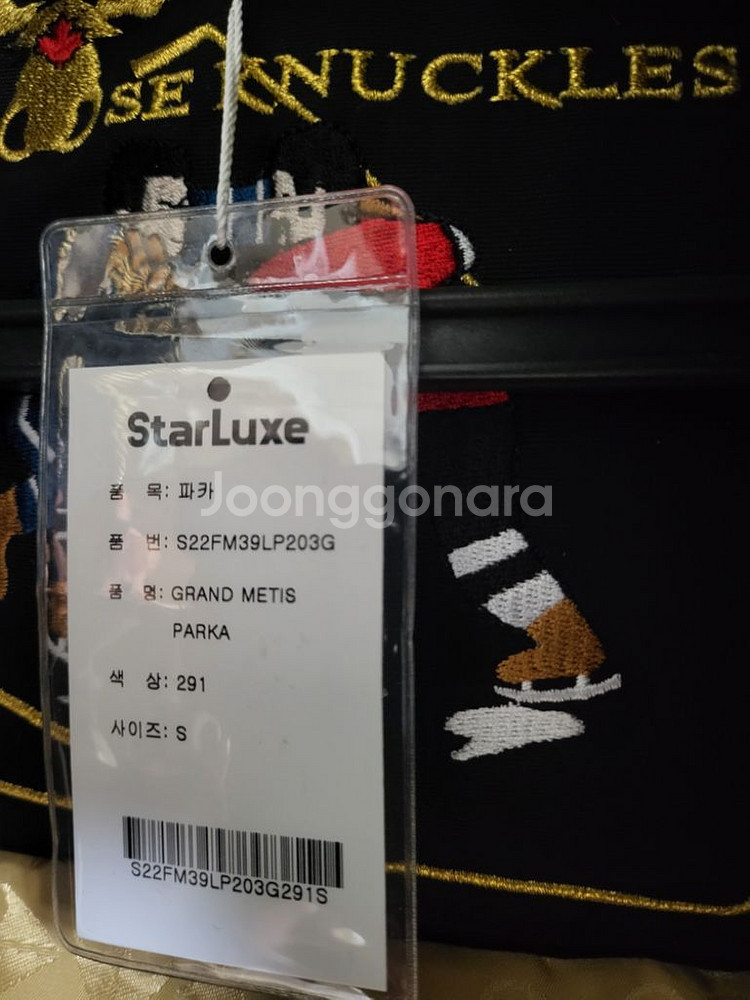 SE KNUCKLES
StarLuxe
품 목: 파카
Joonggonara
품 번: S22FM39LP203G
품 명: GRAND METIS
PARKA
색 상: 291
사이즈: S
S22FM39LP203G291S